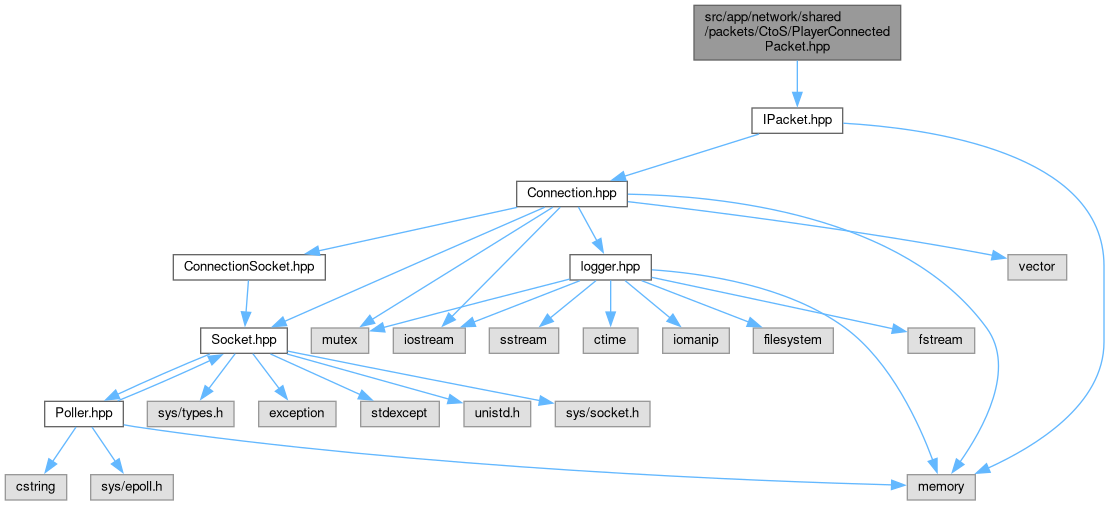 src/app/network/shared
/packets/CtoS/PlayerConnected
Packet.hpp
IPacket.hpp
Connection.hpp
ConnectionSocket.hpp
logger.hpp
vector
Socket.hpp
mutex
iostream
sstream
ctime
iomanip
filesystem
fstream
Poller.hpp
sys/types.h
exception
stdexcept
unistd.h
sys/socket.h
cstring
sys/epoll.h
memory